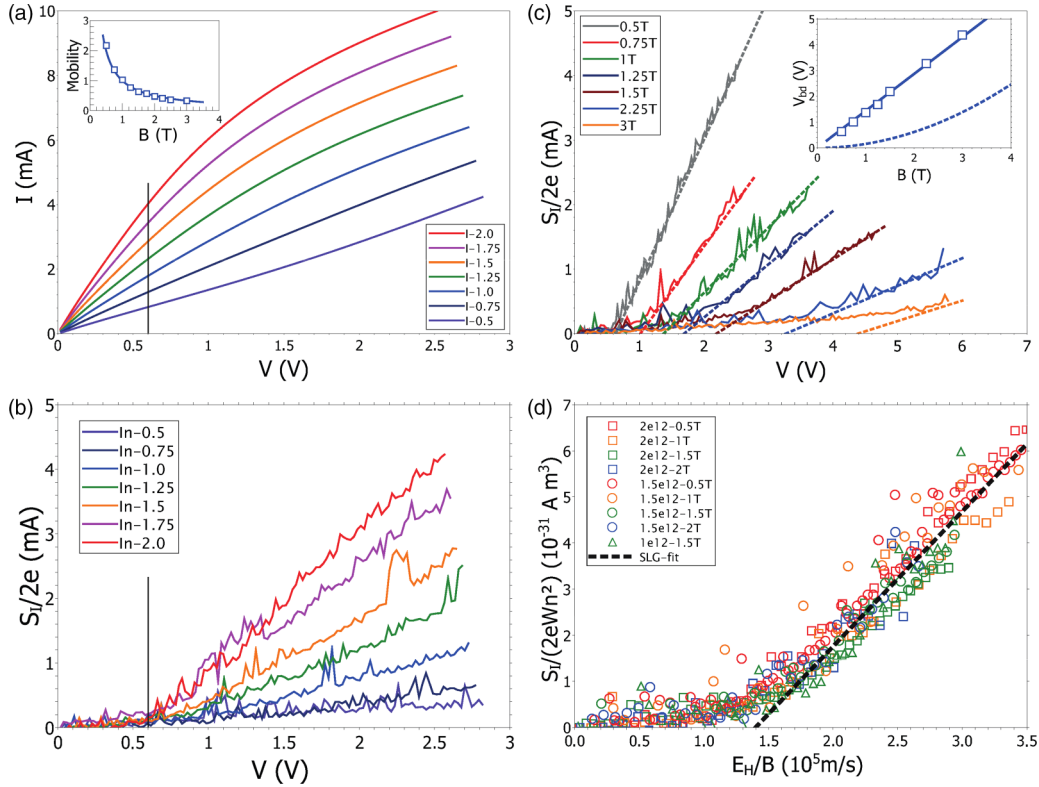 (a)
I (mA)
10
8
6
4
2
0
0
0.5
1
1.5
2
2.5
3
V (V)
Mobility
3
2
1
0
0
1
2
3
4
B (T)
I-2.0
I-1.75
I-1.5
I-1.25
I-1.0
I-0.75
I-0.5
(c)
S_I/2e (mA)
5
4
3
2
1
0
0
1
2
3
4
5
6
7
V (V)
0.5T
0.75T
1T
1.25T
1.5T
2.25T
3T
V_bd (V)
5
4
3
2
1
0
0
1
2
3
4
B (T)
(b)
S_I/2e (mA)
5
4
3
2
1
0
0
0.5
1
1.5
2
2.5
3
V (V)
In-0.5
In-0.75
In-1.0
In-1.25
In-1.5
In-1.75
In-2.0
(d)
S_I/(2eWn²) (10⁻³¹ A m³)
7
6
5
4
3
2
1
0
0.0
0.5
1.0
1.5
2.0
2.5
3.0
3.5
E_H/B (10⁵m/s)
2e12-0.5T
2e12-1T
2e12-1.5T
2e12-2T
1.5e12-0.5T
1.5e12-1T
1.5e12-1.5T
1.5e12-2T
1e12-1.5T
SLG-fit